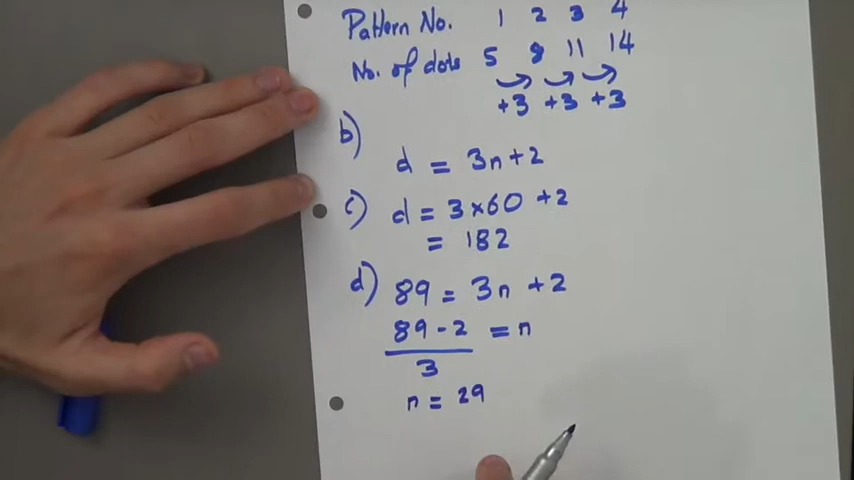 Pattern No. 1 2 3 4
No. of dots 5 8 11 14
+3 +3 +3
b)
d = 3n+2
c) d = 3×60 +2
= 182
d) 89 = 3n +2
89-2 = n
3
n = 29